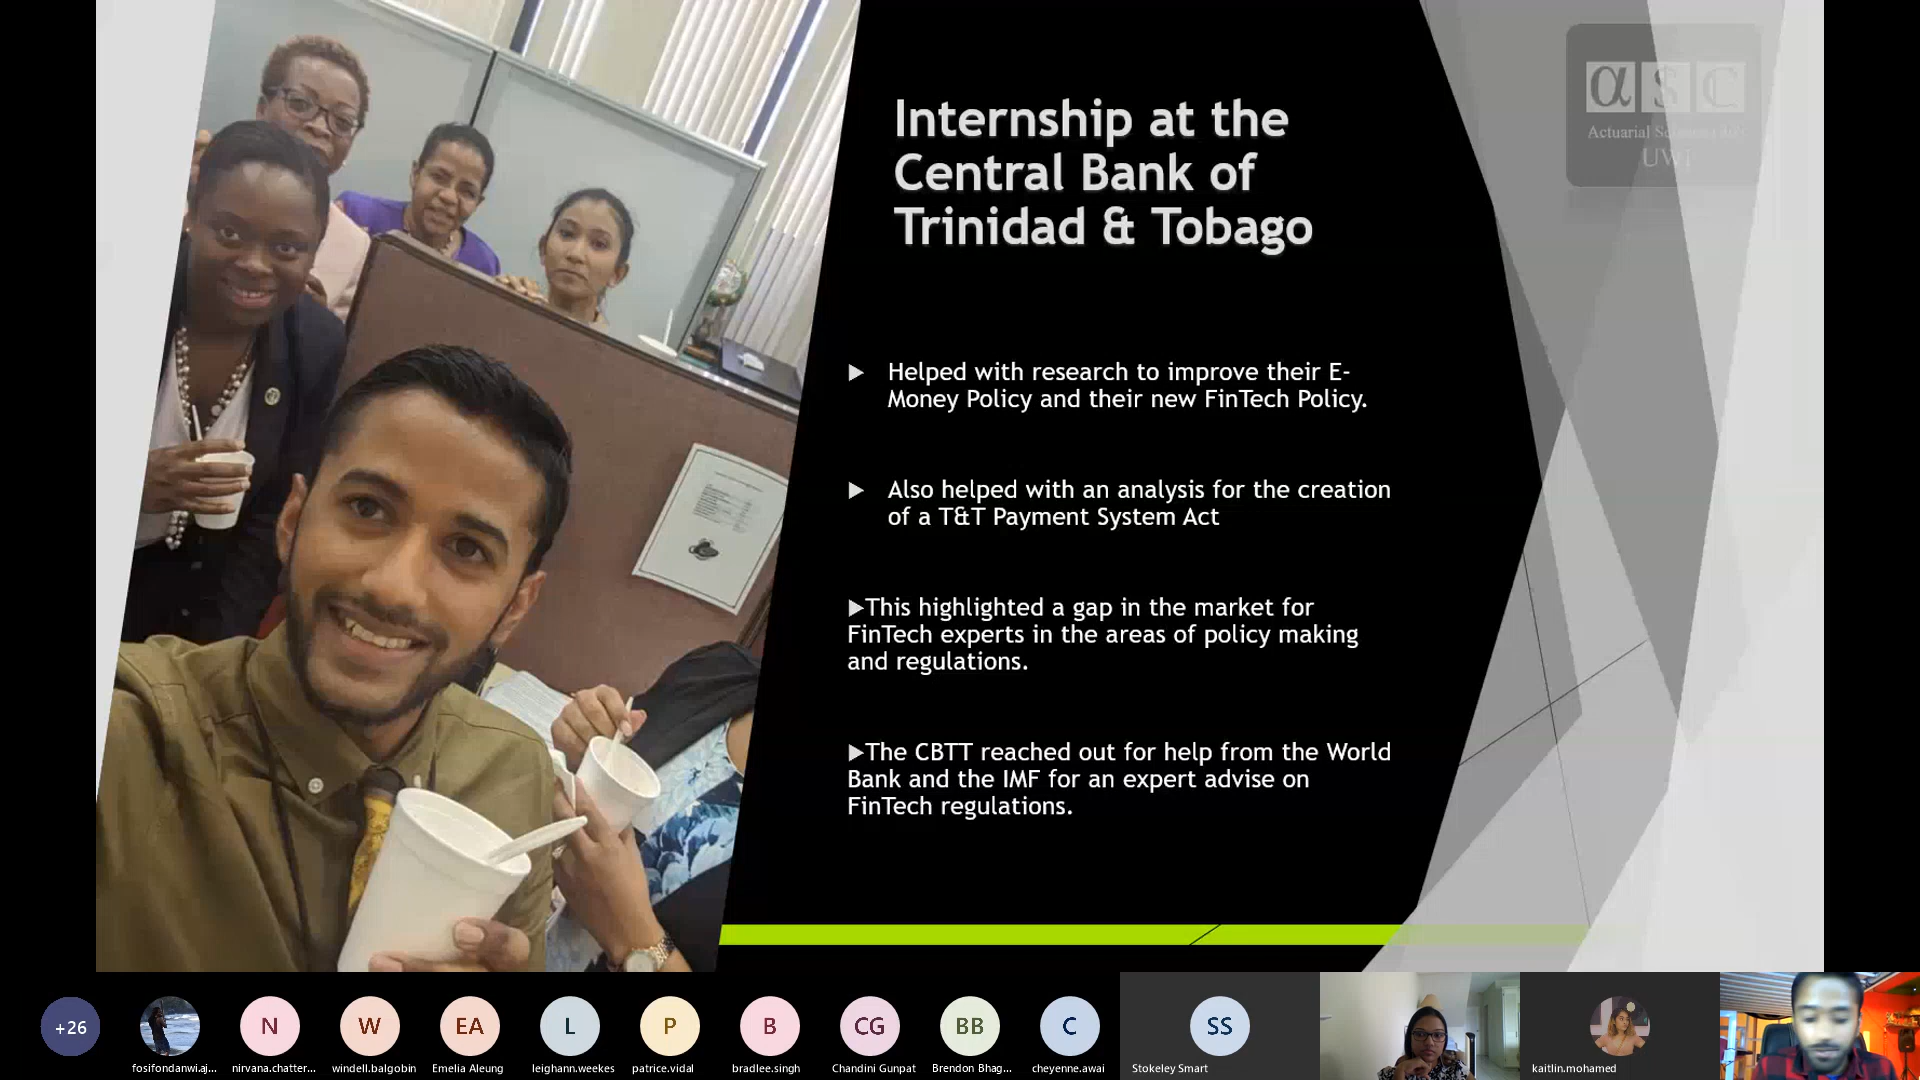 Internship at the
Central Bank of
Trinidad & Tobago
▶ Helped with research to improve their E-
Money Policy and their new FinTech Policy.
▶ Also helped with an analysis for the creation
of a T&T Payment System Act
▶This highlighted a gap in the market for
FinTech experts in the areas of policy making
and regulations.
▶The CBTT reached out for help from the World
Bank and the IMF for an expert advise on
FinTech regulations.
α S C
Actuarial
UWI
+26
fosifondanwi.aj...
N
nirvana.chatter...
W
windell.balgobin
EA
Emelia Aleung
L
leighann.weekes
P
patrice.vidal
B
bradlee.singh
CG
Chandini Gunpat
BB
Brendon Bhag...
C
cheyenne.awai
SS
Stokeley Smart
kaitlin.mohamed